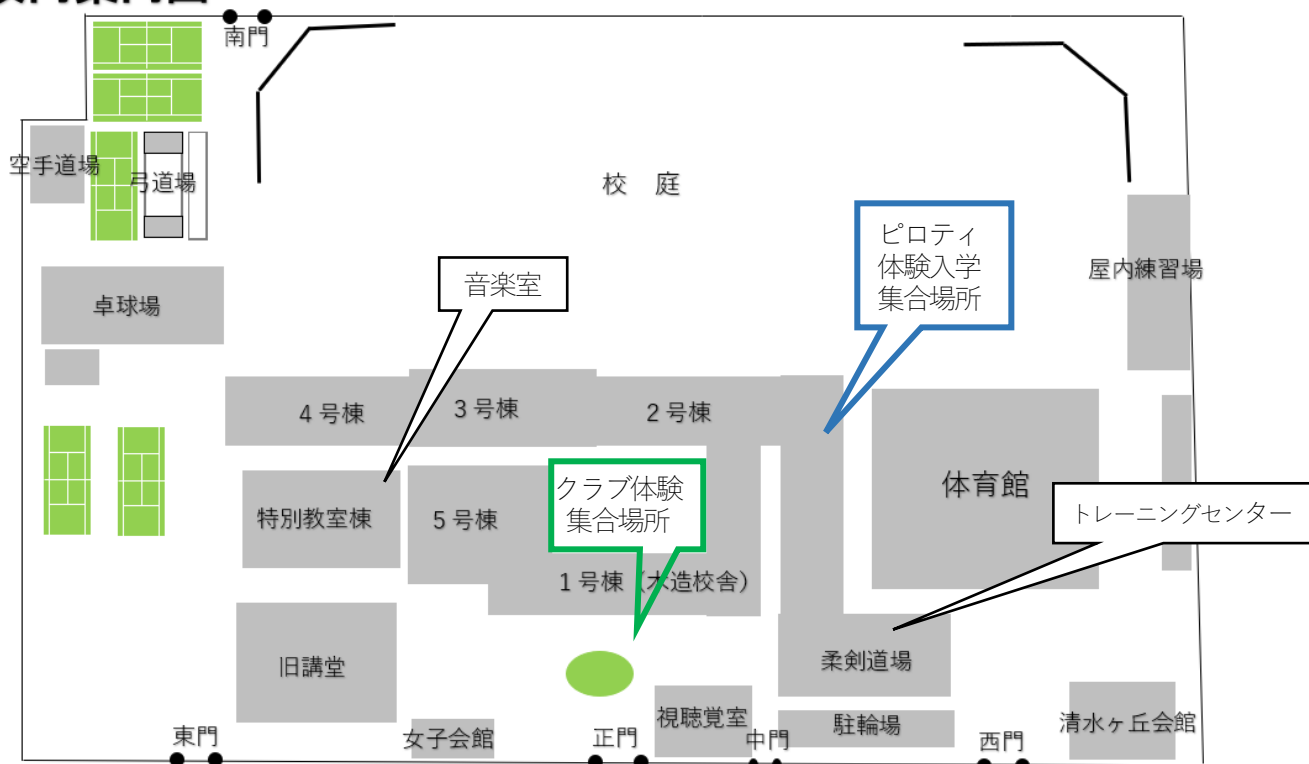 南門
空手道場
弓道場
校　庭
ピロティ
体験入学
集合場所
屋内練習場
音楽室
卓球場
4 号棟
3 号棟
2 号棟
体育館
クラブ体験
集合場所
トレーニングセンター
特別教室棟
5 号棟
1 号棟（木造校舎）
旧講堂
柔剣道場
視聴覚室
駐輪場
清水ヶ丘会館
東門
女子会館
正門
中門
西門